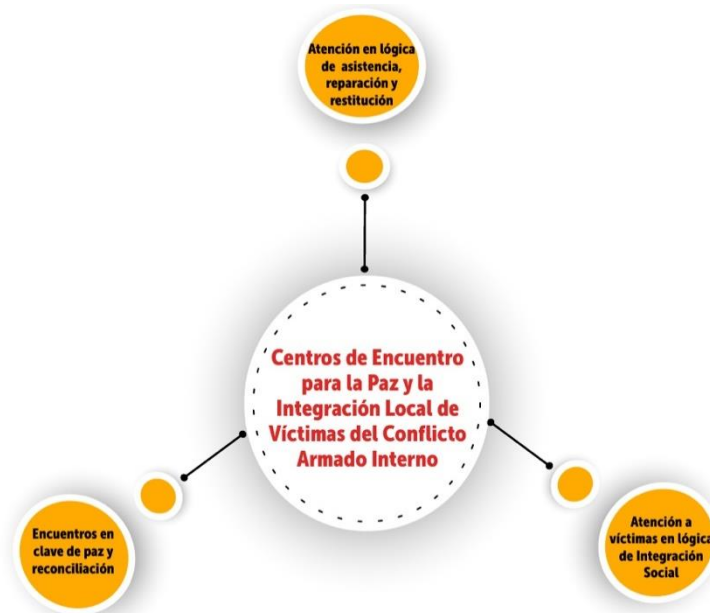 Atención en lógica
de asistencia,
reparación y
restitución
Centros de Encuentro
para la Paz y la
Integración Local de
Víctimas del Conflicto
Armado Interno
Encuentros en
clave de paz y
reconciliación
Atención a
víctimas en lógica
de Integración
Social